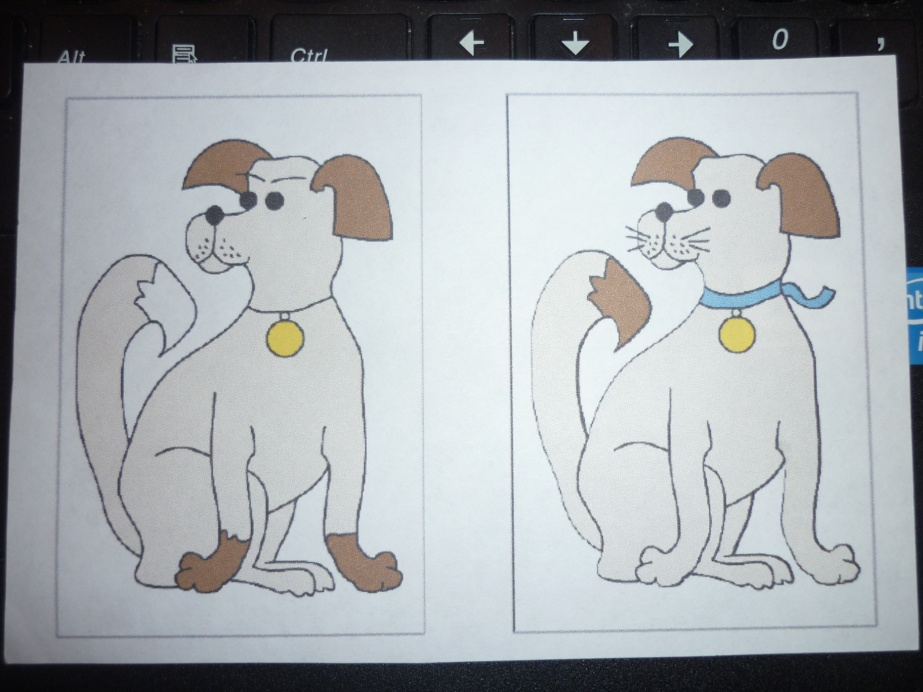 Alt Ctrl ← ↓ → 0 ,